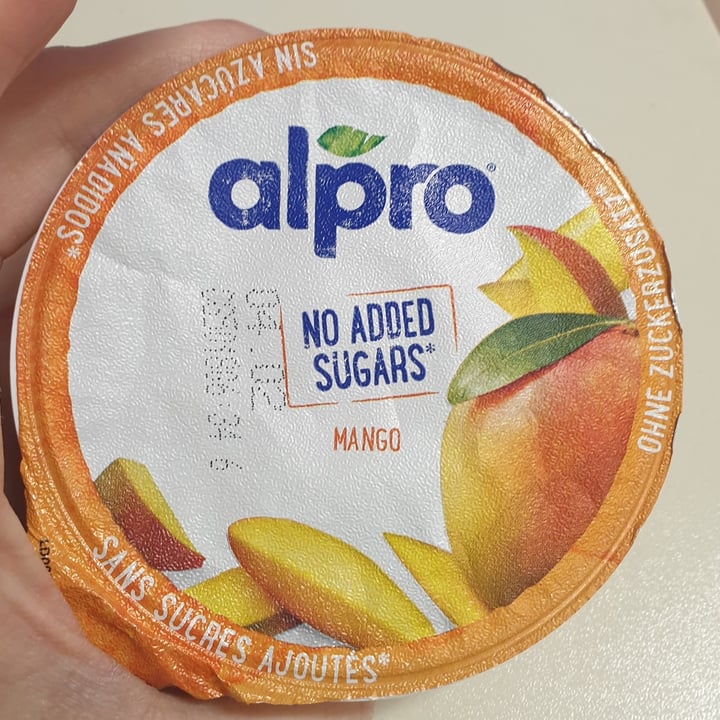 SIN AZÚCARES AÑADIDOS*
alpro®
NO ADDED
SUGARS*
MANGO
OHNE ZUCKERZUSATZ*
SANS SUCRES AJOUTÉS*